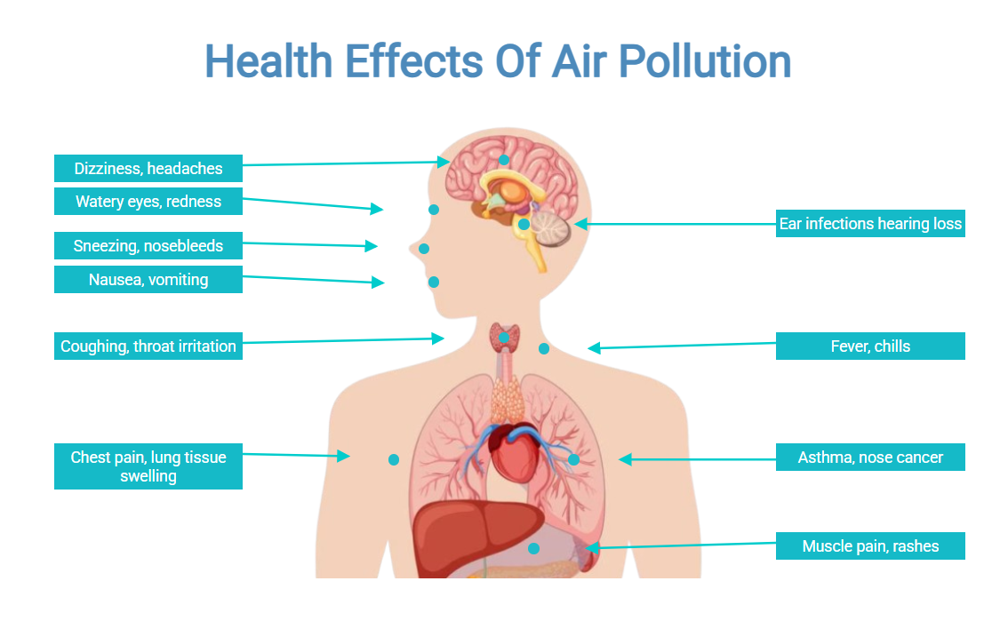 Health Effects Of Air Pollution
Dizziness, headaches
Watery eyes, redness
Sneezing, nosebleeds
Nausea, vomiting
Coughing, throat irritation
Chest pain, lung tissue
swelling
Ear infections hearing loss
Fever, chills
Asthma, nose cancer
Muscle pain, rashes